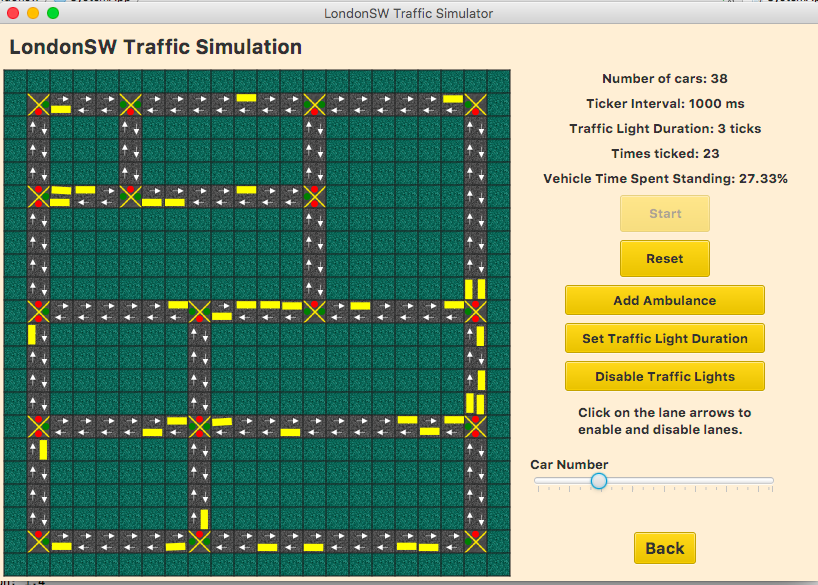 LondonSW Traffic Simulator
LondonSW Traffic Simulation
Number of cars: 38
Ticker Interval: 1000 ms
Traffic Light Duration: 3 ticks
Times ticked: 23
Vehicle Time Spent Standing: 27.33%
Start
Reset
Add Ambulance
Set Traffic Light Duration
Disable Traffic Lights
Click on the lane arrows to
enable and disable lanes.
Car Number
Back